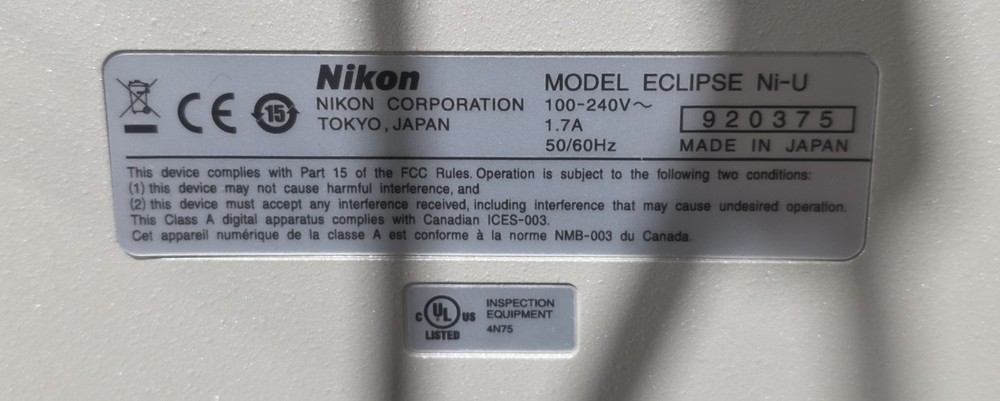 Nikon
NIKON CORPORATION
TOKYO, JAPAN
CE
15
MODEL ECLIPSE Ni-U
100-240V～
1.7A
50/60Hz
920375
MADE IN JAPAN
This device complies with Part 15 of the FCC Rules. Operation is subject to the following two conditions:
(1) this device may not cause harmful interference, and
(2) this device must accept any interference received, including interference that may cause undesired operation.
This Class A digital apparatus complies with Canadian ICES-003.
Cet appareil numérique de la classe A est conforme à la norme NMB-003 du Canada.
C UL US
LISTED
INSPECTION
EQUIPMENT
4N75